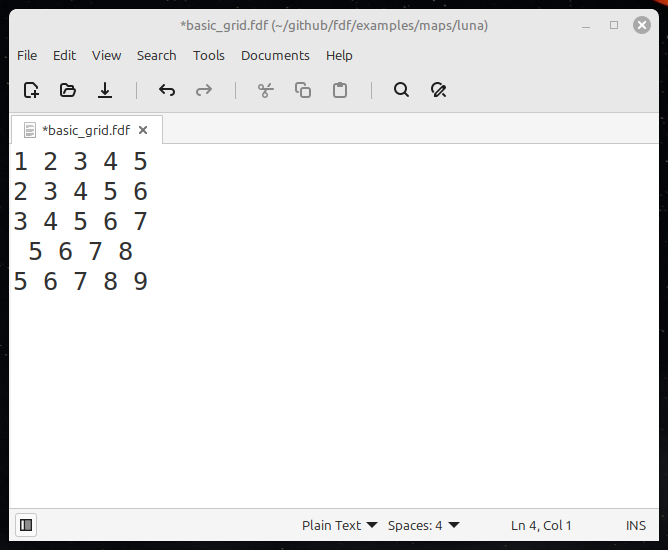 *basic_grid.fdf (~/github/fdf/examples/maps/luna)
File Edit View Search Tools Documents Help
*basic_grid.fdf
1 2 3 4 5
2 3 4 5 6
3 4 5 6 7
 5 6 7 8
5 6 7 8 9
Plain Text Spaces: 4 Ln 4, Col 1 INS